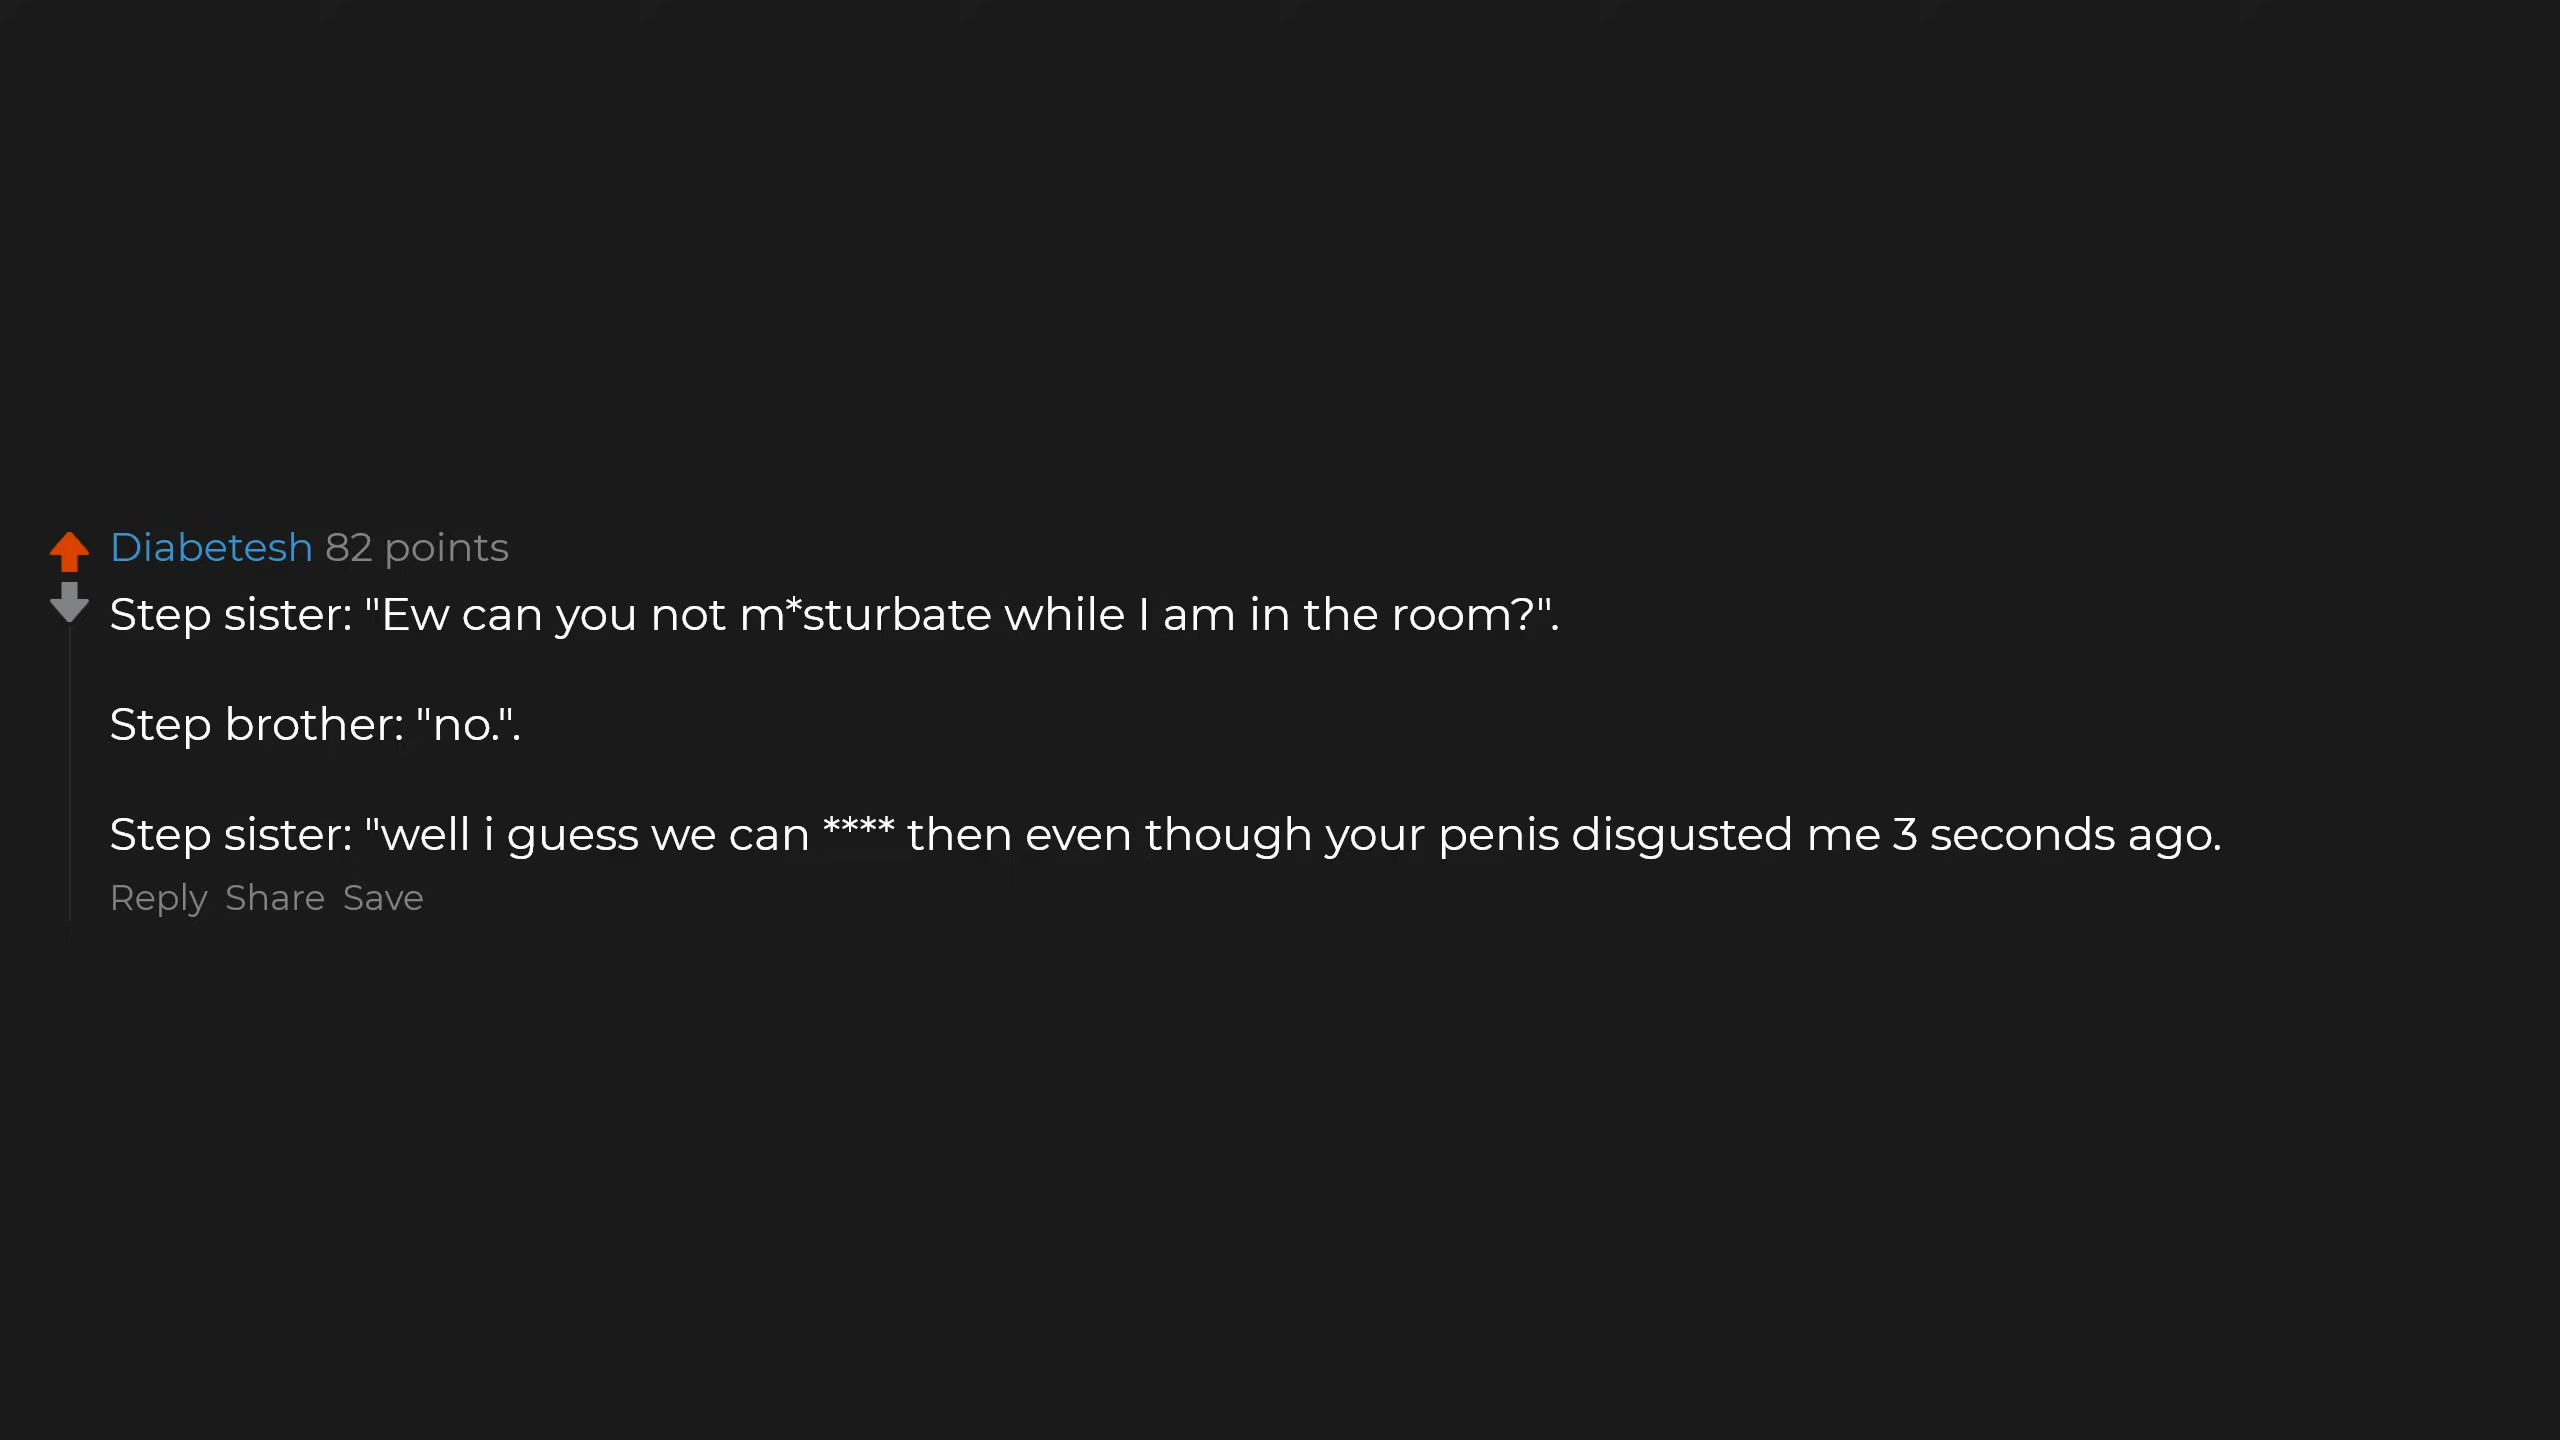 Diabetesh 82 points
Step sister: "Ew can you not m*sturbate while I am in the room?".
Step brother: "no.".
Step sister: "well i guess we can **** then even though your penis disgusted me 3 seconds ago.
Reply Share Save